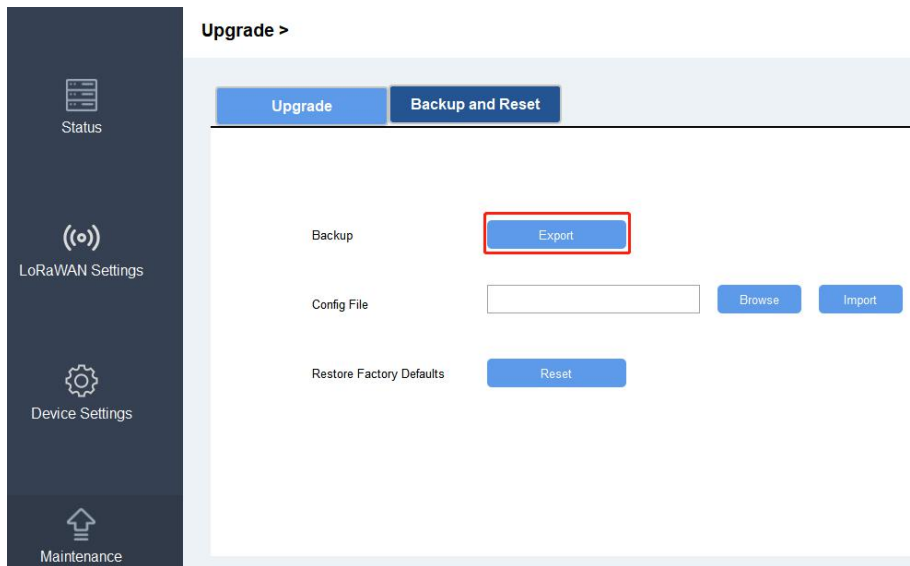 Upgrade >
Status
LoRaWAN Settings
Device Settings
Maintenance
Upgrade
Backup and Reset
Backup
Export
Config File
Browse
Import
Restore Factory Defaults
Reset